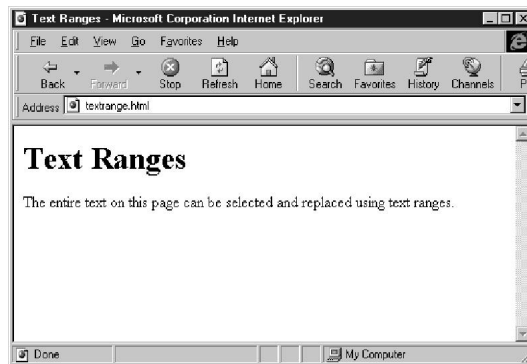 Text Ranges - Microsoft Corporation Internet Explorer
File Edit View Go Favorites Help
Back Forward Stop Refresh Home Search Favorites History Channels
Address textrange.html
Text Ranges
The entire text on this page can be selected and replaced using text ranges.
Done My Computer